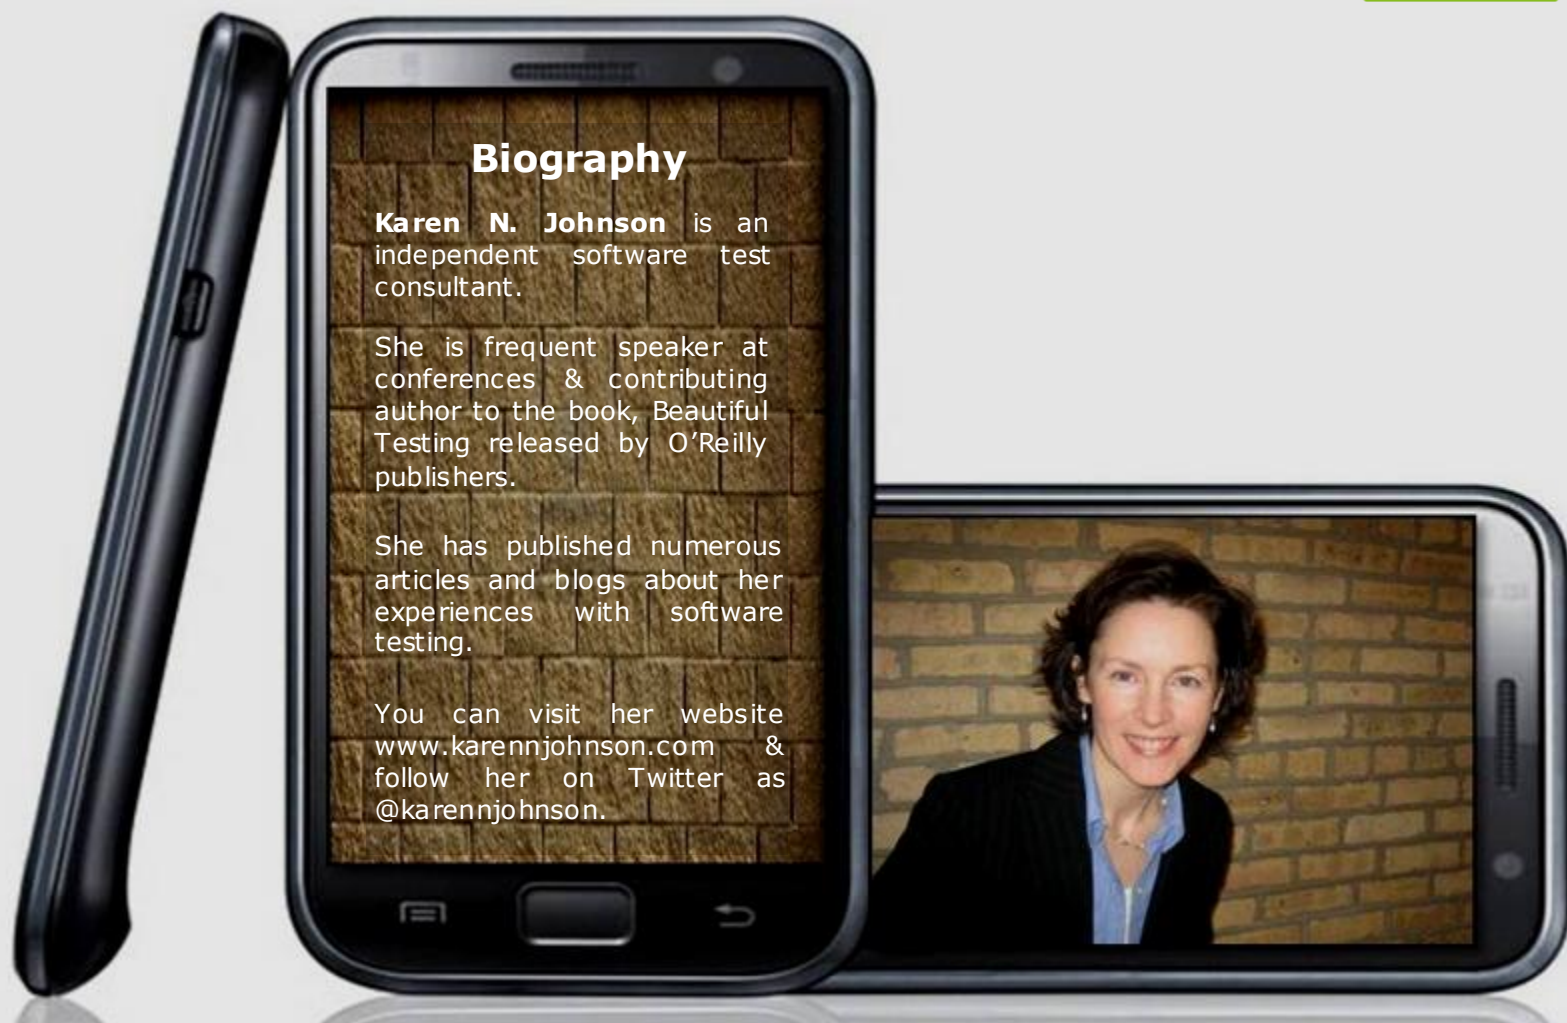 Biography
Karen N. Johnson is an
independent software test
consultant.
She is frequent speaker at
conferences & contributing
author to the book, Beautiful
Testing released by O’Reilly
publishers.
She has published numerous
articles and blogs about her
experiences with software
testing.
You can visit her website
www.karennjohnson.com &
follow her on Twitter as
@karennjohnson.